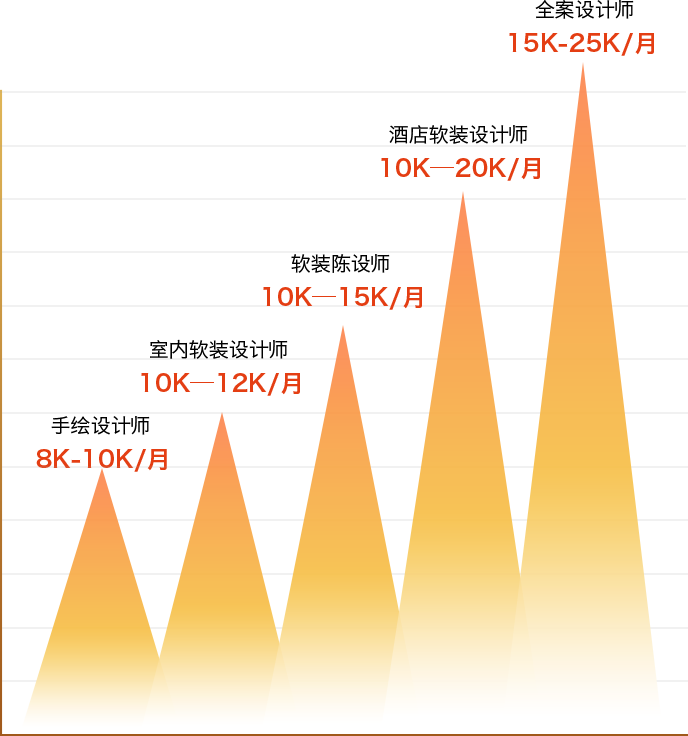 全案设计师
15K-25K/月
酒店软装设计师
10K—20K/月
软装陈设师
10K—15K/月
室内软装设计师
10K—12K/月
手绘设计师
8K-10K/月